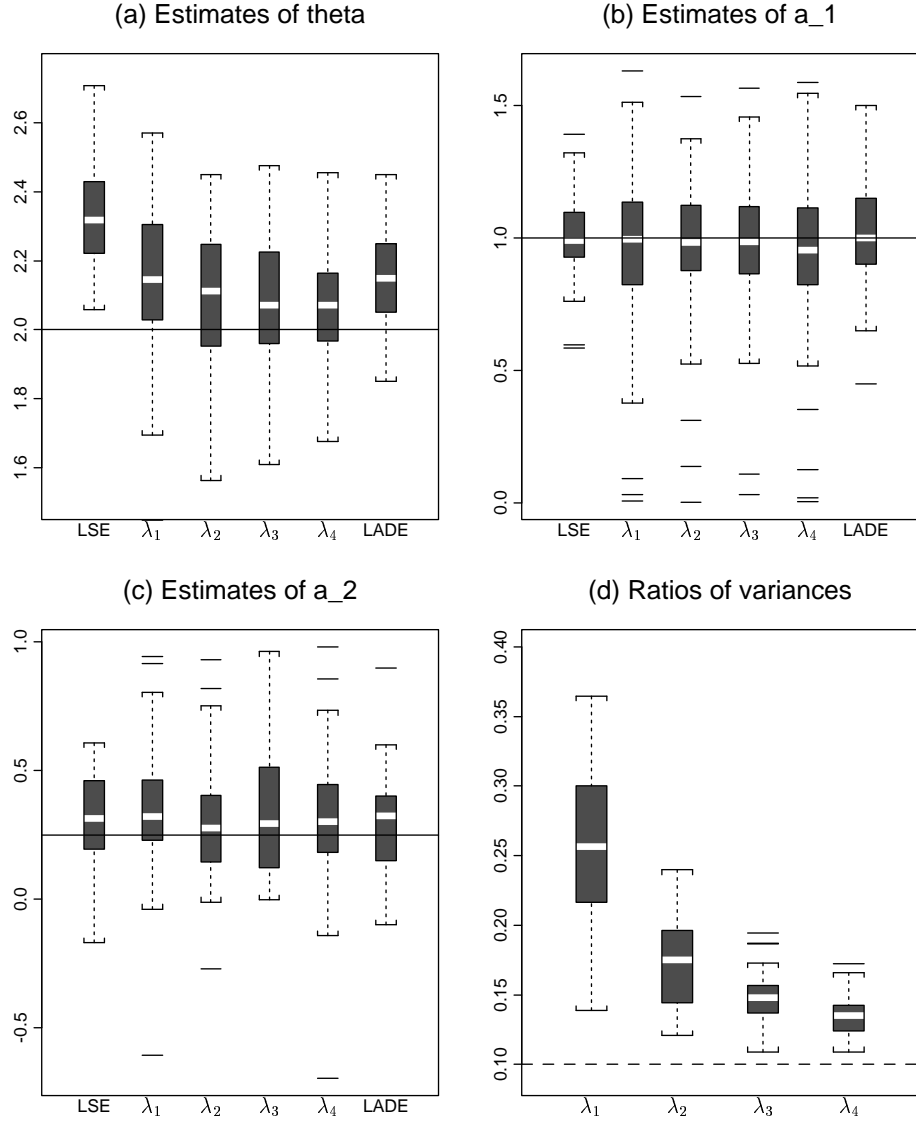 (a) Estimates of theta
2.6
2.4
2.2
2.0
1.8
1.6
LSE λ₁ λ₂ λ₃ λ₄ LADE
(b) Estimates of a_1
1.5
1.0
0.5
0.0
LSE λ₁ λ₂ λ₃ λ₄ LADE
(c) Estimates of a_2
1.0
0.5
0.0
-0.5
LSE λ₁ λ₂ λ₃ λ₄ LADE
(d) Ratios of variances
0.40
0.35
0.30
0.25
0.20
0.15
0.10
λ₁ λ₂ λ₃ λ₄